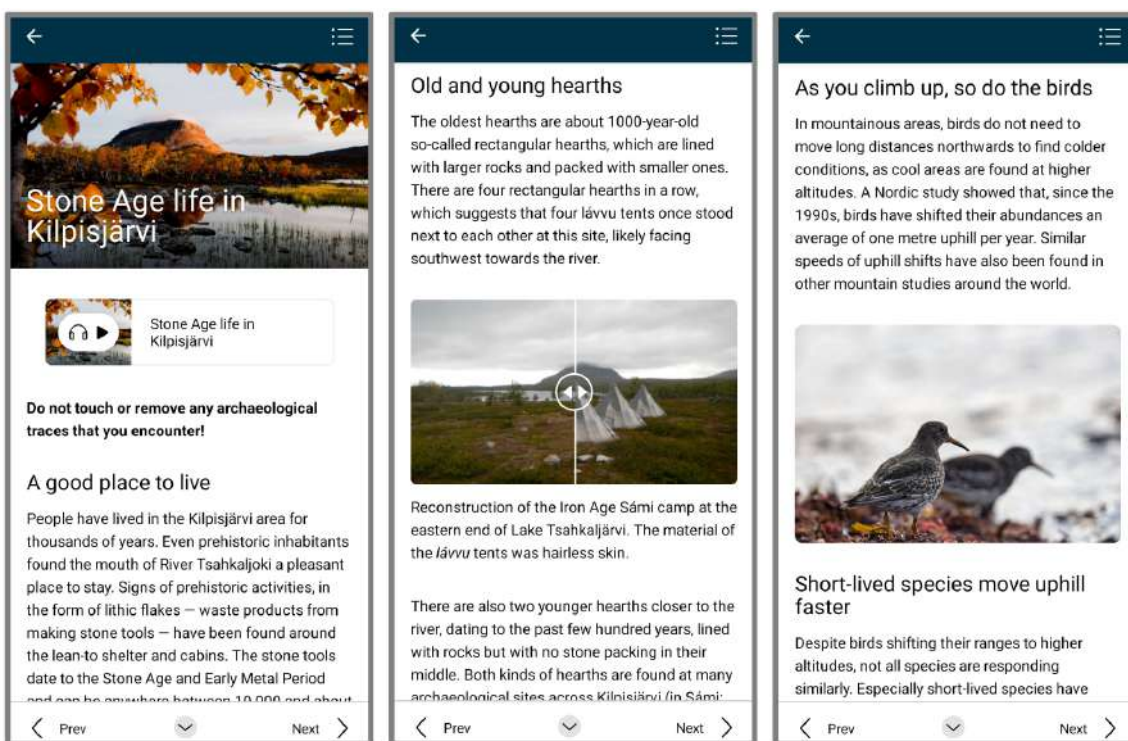 Stone Age life in
Kilpisjärvi
Stone Age life in
Kilpisjärvi
Do not touch or remove any archaeological
traces that you encounter!
A good place to live
People have lived in the Kilpisjärvi area for
thousands of years. Even prehistoric inhabitants
found the mouth of River Tsahkaljoki a pleasant
place to stay. Signs of prehistoric activities, in
the form of lithic flakes — waste products from
making stone tools — have been found around
the lean-to shelter and cabins. The stone tools
date to the Stone Age and Early Metal Period
and can be anywhere between 10 000 and about
Prev
Next
Old and young hearths
The oldest hearths are about 1000-year-old
so-called rectangular hearths, which are lined
with larger rocks and packed with smaller ones.
There are four rectangular hearths in a row,
which suggests that four lávvu tents once stood
next to each other at this site, likely facing
southwest towards the river.
Reconstruction of the Iron Age Sámi camp at the
eastern end of Lake Tsahkaljärvi. The material of
the lávvu tents was hairless skin.
There are also two younger hearths closer to the
river, dating to the past few hundred years, lined
with rocks but with no stone packing in their
middle. Both kinds of hearths are found at many
archaeological sites across Kilpisjärvi (in Sámi:
Prev
Next
As you climb up, so do the birds
In mountainous areas, birds do not need to
move long distances northwards to find colder
conditions, as cool areas are found at higher
altitudes. A Nordic study showed that, since the
1990s, birds have shifted their abundances an
average of one metre uphill per year. Similar
speeds of uphill shifts have also been found in
other mountain studies around the world.
Short-lived species move uphill
faster
Despite birds shifting their ranges to higher
altitudes, not all species are responding
similarly. Especially short-lived species have
Prev
Next